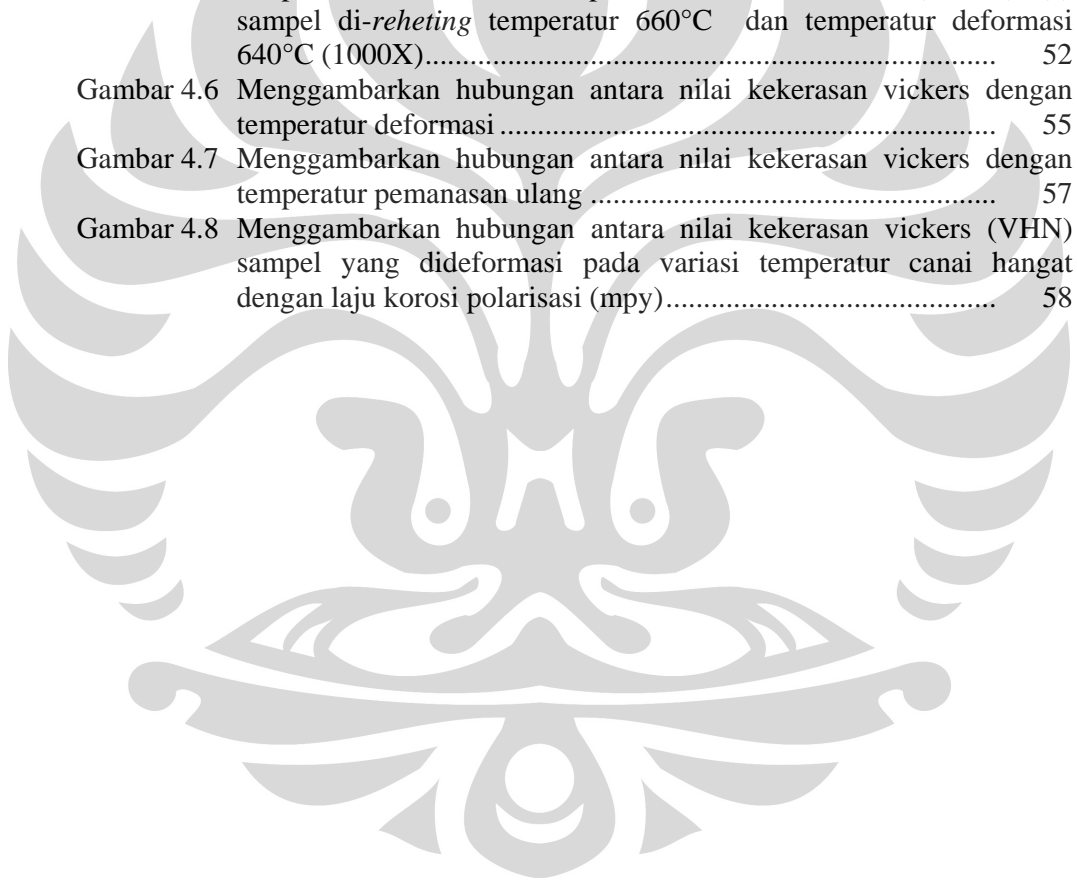 sampel di-reheting temperatur 660°C dan temperatur deformasi
640°C (1000X)........................................................................... 52
Gambar 4.6 Menggambarkan hubungan antara nilai kekerasan vickers dengan
temperatur deformasi .................................................................. 55
Gambar 4.7 Menggambarkan hubungan antara nilai kekerasan vickers dengan
temperatur pemanasan ulang ...................................................... 57
Gambar 4.8 Menggambarkan hubungan antara nilai kekerasan vickers (VHN)
sampel yang dideformasi pada variasi temperatur canai hangat
dengan laju korosi polarisasi (mpy)............................................ 58